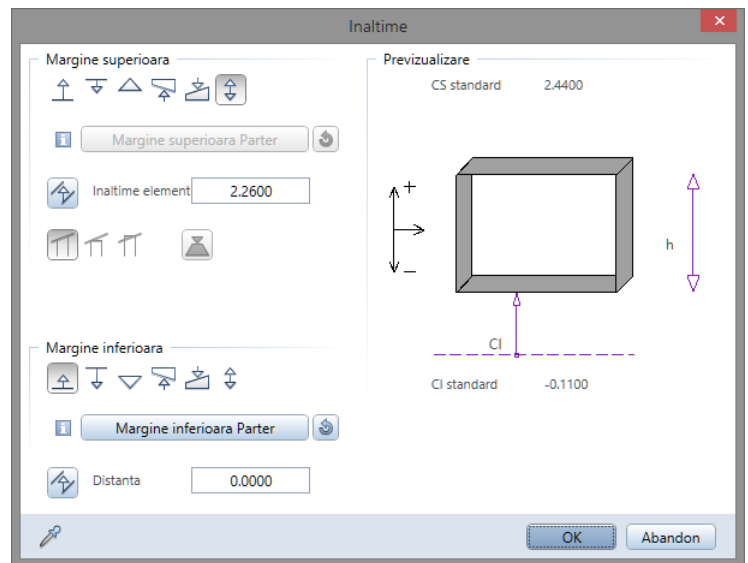 Inaltime
Margine superioara
Margine superioara Parter
Inaltime element 2.2600
Margine inferioara
Margine inferioara Parter
Distanta 0.0000
Previzualizare
CS standard 2.4400
+
h
−
CI
CI standard -0.1100
OK Abandon